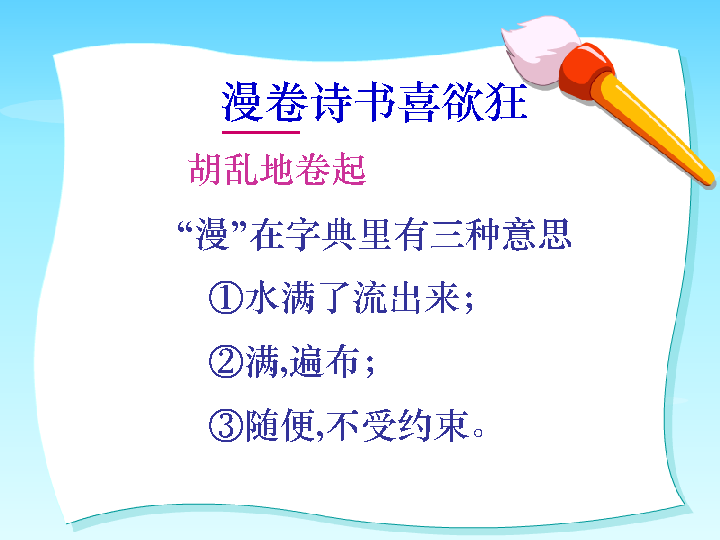 漫卷诗书喜欲狂
胡乱地卷起
“漫”在字典里有三种意思
①水满了流出来；
②满,遍布；
③随便,不受约束。